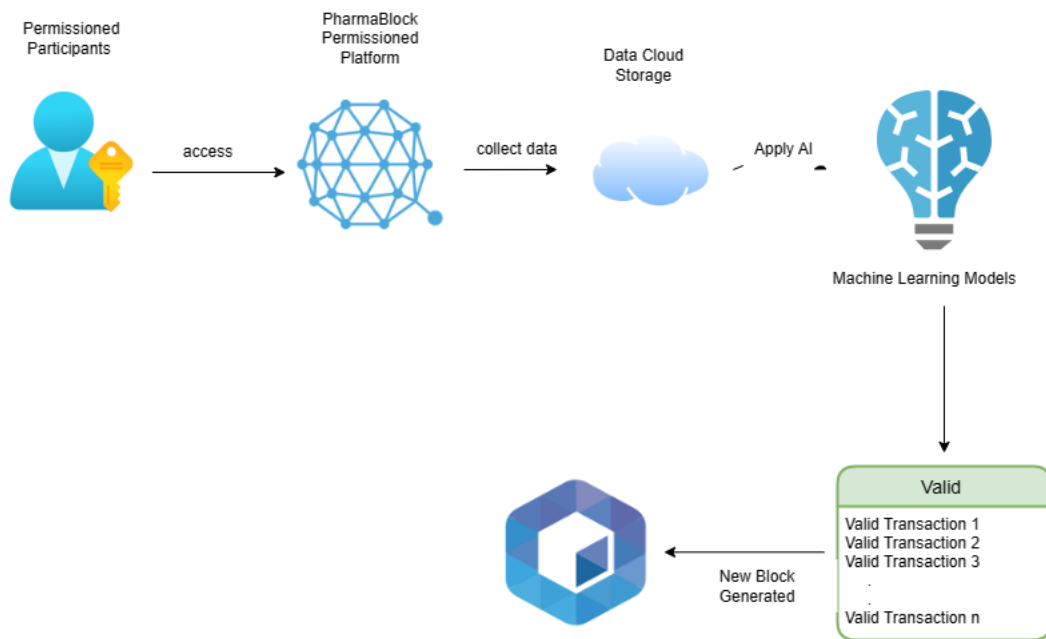 Permissioned
Participants
PharmaBlock
Permissioned
Platform
Data Cloud
Storage
access
collect data
Apply AI
Machine Learning Models
Valid
Valid Transaction 1
Valid Transaction 2
Valid Transaction 3
.
.
Valid Transaction n
New Block
Generated